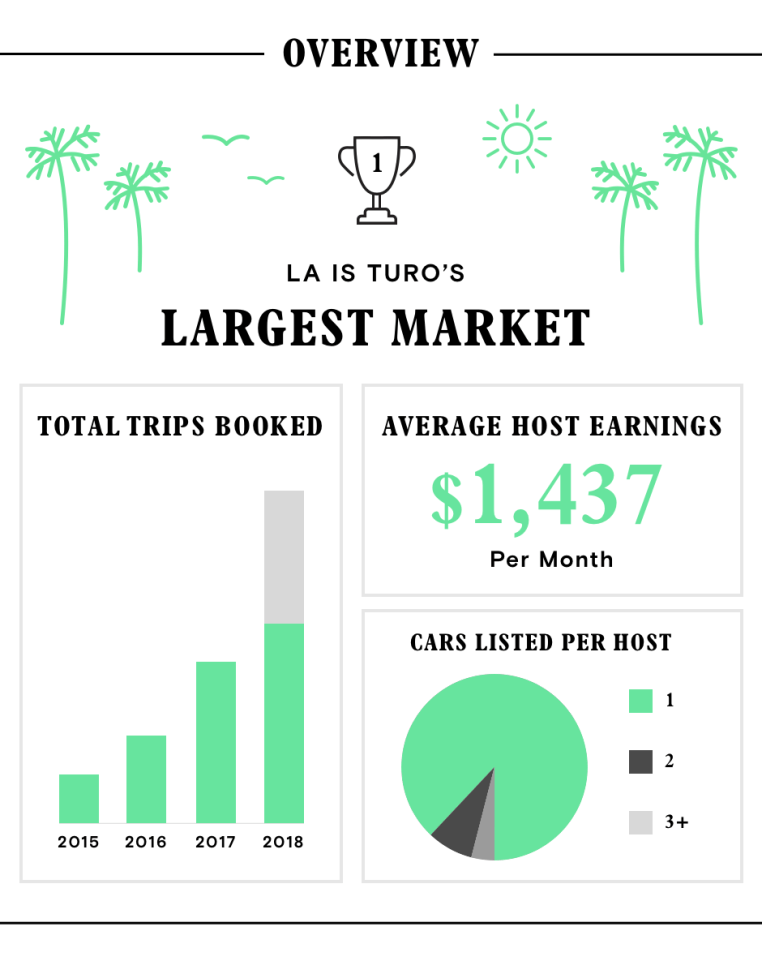 OVERVIEW
1
LA IS TURO'S
LARGEST MARKET
TOTAL TRIPS BOOKED
2015 2016 2017 2018
AVERAGE HOST EARNINGS
$1,437
Per Month
CARS LISTED PER HOST
1
2
3+